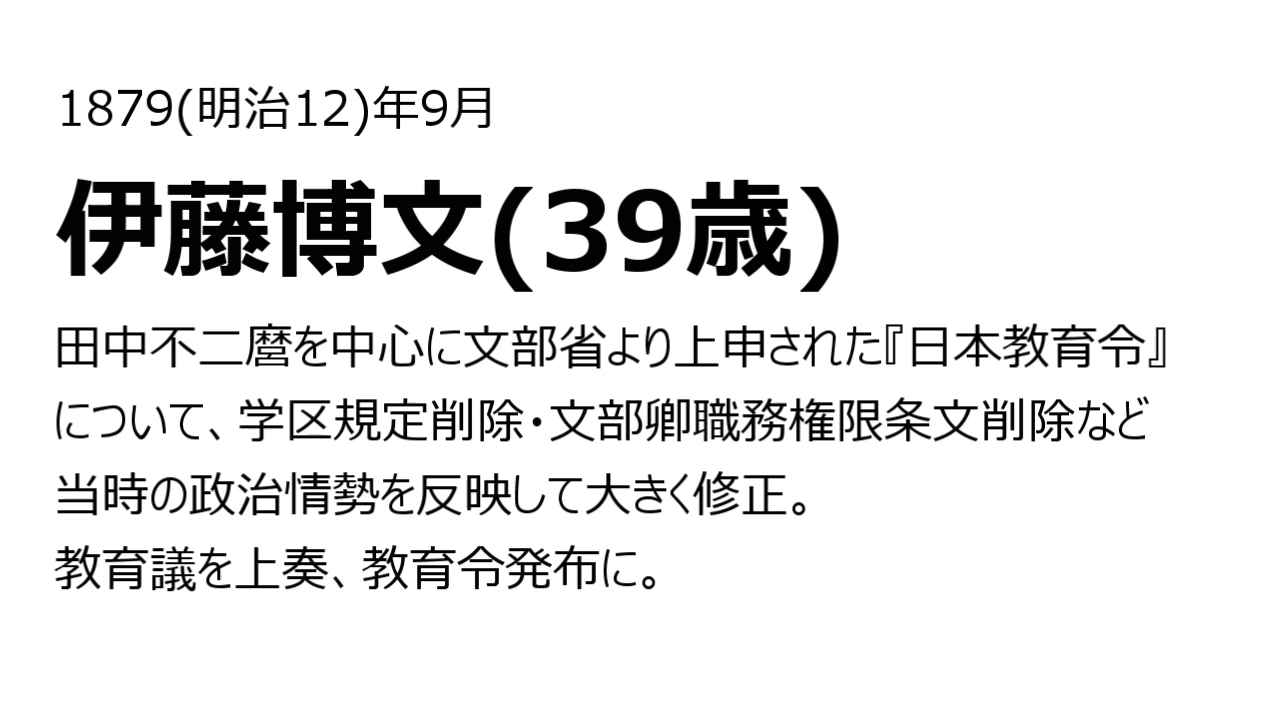 1879(明治12)年9月
伊藤博文(39歳)
田中不二麿を中心に文部省より上申された『日本教育令』
について、学区規定削除・文部卿職務権限条文削除など
当時の政治情勢を反映して大きく修正。
教育議を上奏、教育令発布に。